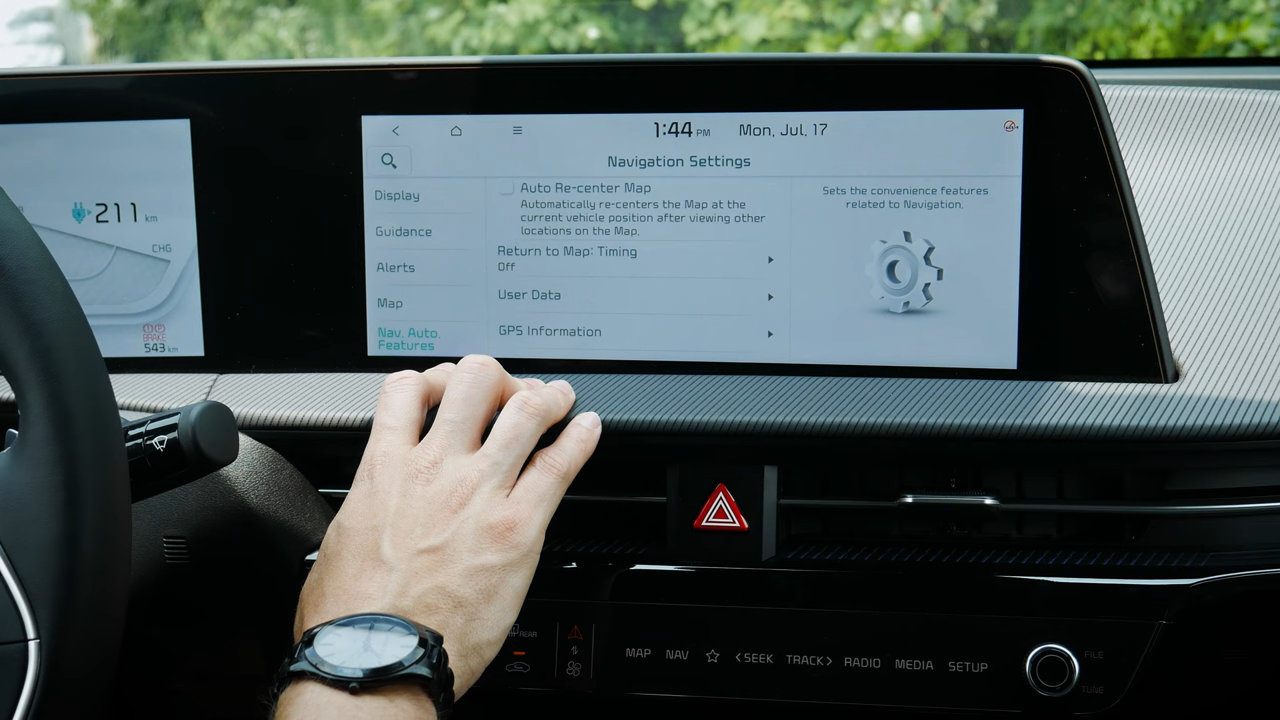 1:44 PM Mon, Jul. 17
Navigation Settings
Display
Guidance
Alerts
Map
Nav. Auto. Features
Auto Re-center Map
Automatically re-centers the Map at the
current vehicle position after viewing other
locations on the Map.
Return to Map: Timing
Off
User Data
GPS Information
Sets the convenience features
related to Navigation.
211 km
CHG
BRAKE
543 km
REAR
MAP NAV <SEEK TRACK> RADIO MEDIA SETUP
FILE
TUNE